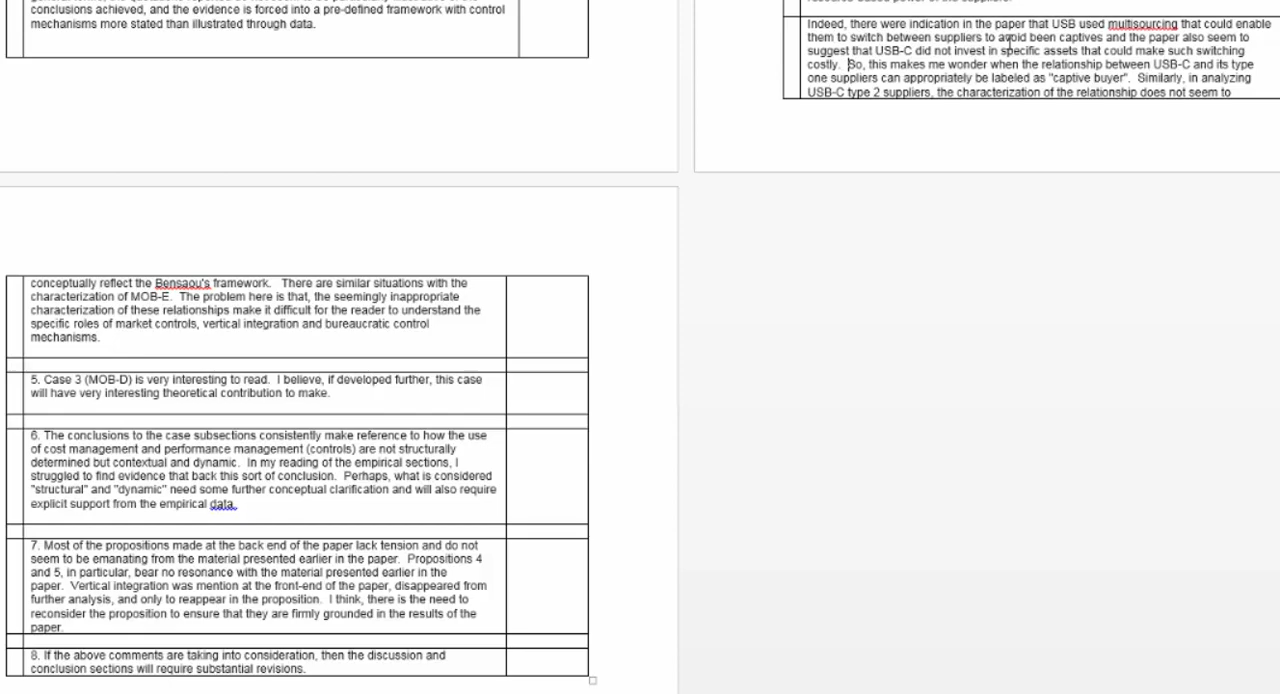 conclusions achieved, and the evidence is forced into a pre-defined framework with control
mechanisms more stated than illustrated through data.
Indeed, there were indication in the paper that USB used multisourcing that could enable
them to switch between suppliers to avoid been captives and the paper also seem to
suggest that USB-C did not invest in specific assets that could make such switching
costly. So, this makes me wonder when the relationship between USB-C and its type
one suppliers can appropriately be labeled as "captive buyer". Similarly, in analyzing
USB-C type 2 suppliers, the characterization of the relationship does not seem to
conceptually reflect the Bensaou's framework. There are similar situations with the
characterization of MOB-E. The problem here is that, the seemingly inappropriate
characterization of these relationships make it difficult for the reader to understand the
specific roles of market controls, vertical integration and bureaucratic control
mechanisms.
5. Case 3 (MOB-D) is very interesting to read. I believe, if developed further, this case
will have very interesting theoretical contribution to make.
6. The conclusions to the case subsections consistently make reference to how the use
of cost management and performance management (controls) are not structurally
determined but contextual and dynamic. In my reading of the empirical sections, I
struggled to find evidence that back this sort of conclusion. Perhaps, what is considered
"structural" and "dynamic" need some further conceptual clarification and will also require
explicit support from the empirical data.
7. Most of the propositions made at the back end of the paper lack tension and do not
seem to be emanating from the material presented earlier in the paper. Propositions 4
and 5, in particular, bear no resonance with the material presented earlier in the
paper. Vertical integration was mention at the front-end of the paper, disappeared from
further analysis, and only to reappear in the proposition. I think, there is the need to
reconsider the proposition to ensure that they are firmly grounded in the results of the
paper.
8. If the above comments are taking into consideration, then the discussion and
conclusion sections will require substantial revisions.